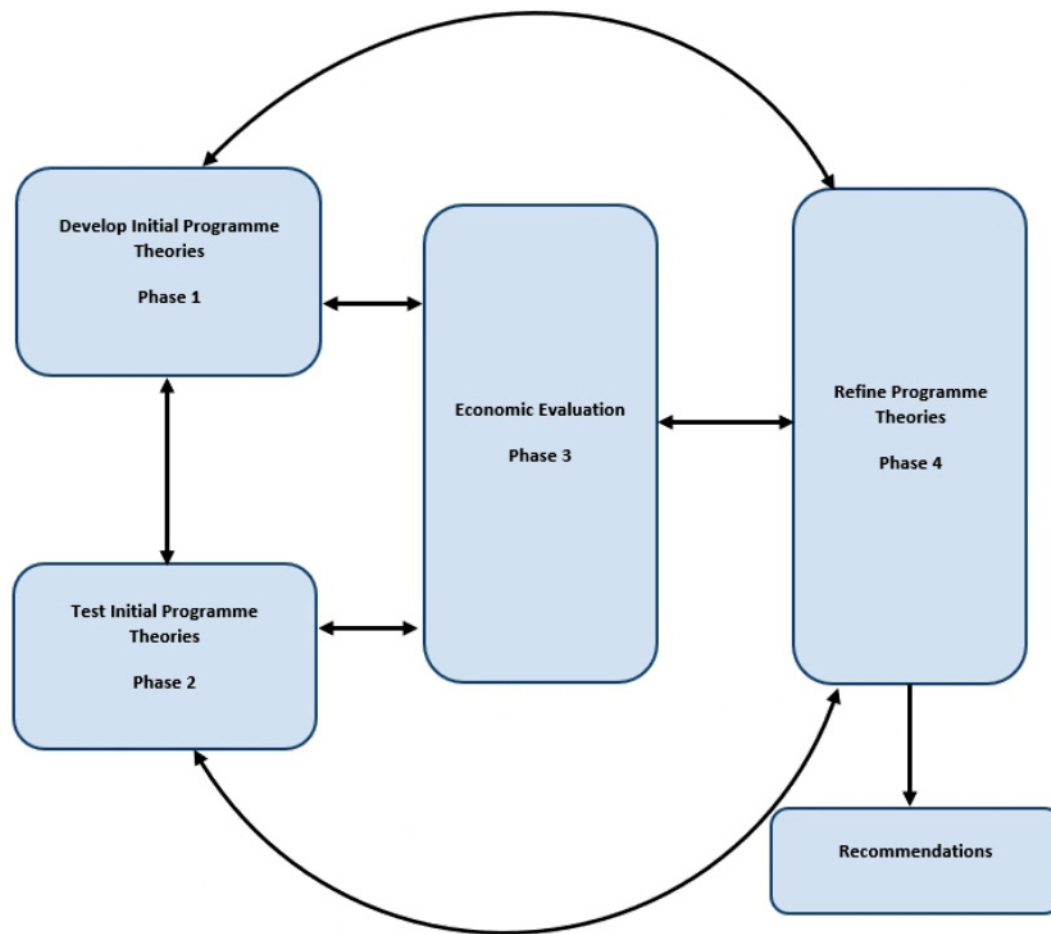 Develop Initial Programme
Theories
Phase 1
Test Initial Programme
Theories
Phase 2
Economic Evaluation
Phase 3
Refine Programme
Theories
Phase 4
Recommendations